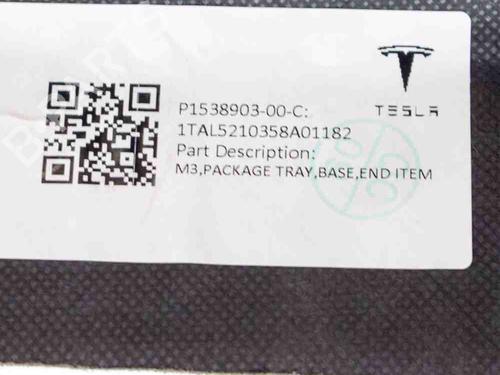 TESLA
P1538903-00-C:
1TAL5210358A01182
Part Description:
M3,PACKAGE TRAY,BASE,END ITEM